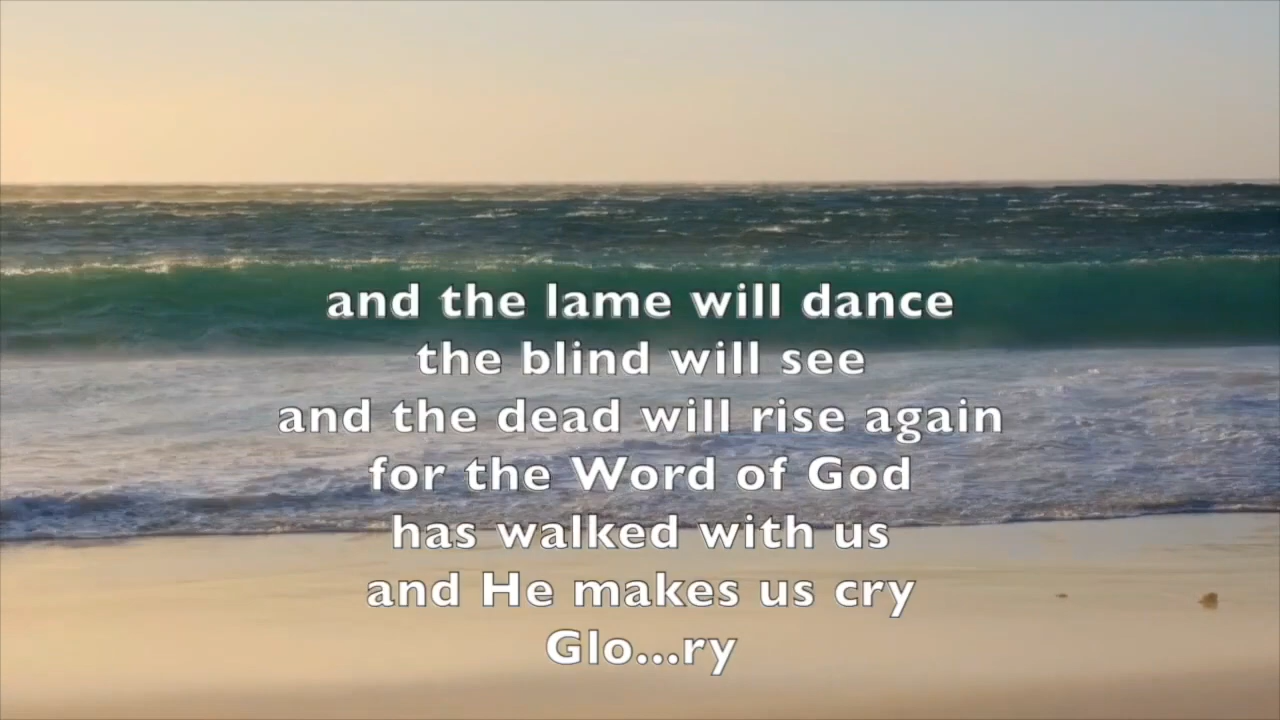 and the lame will dance
the blind will see
and the dead will rise again
for the Word of God
has walked with us
and He makes us cry
Glo...ry